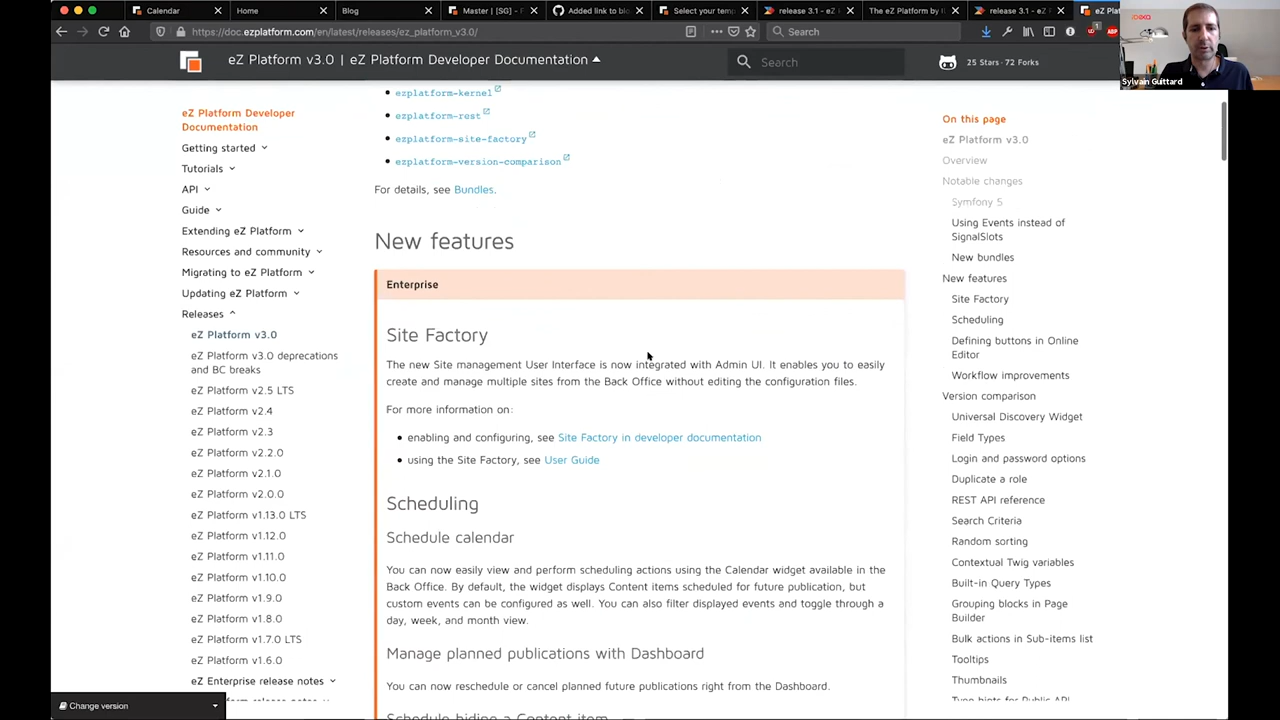 Calendar
Home
Blog
Master | [SG] - F
Added link to blo
Select your temp
release 3.1 - eZ
The eZ Platform by I
release 3.1 - eZ F
eZ Pla
https://doc.ezplatform.com/en/latest/releases/ez_platform_v3.0/
Search
eZ Platform v3.0 | eZ Platform Developer Documentation
Search
25 Stars · 72 Forks
Sylvain Guittard
eZ Platform Developer
Documentation
Getting started
Tutorials
API
Guide
Extending eZ Platform
Resources and community
Migrating to eZ Platform
Updating eZ Platform
Releases
eZ Platform v3.0
eZ Platform v3.0 deprecations
and BC breaks
eZ Platform v2.5 LTS
eZ Platform v2.4
eZ Platform v2.3
eZ Platform v2.2.0
eZ Platform v2.1.0
eZ Platform v2.0.0
eZ Platform v1.13.0 LTS
eZ Platform v1.12.0
eZ Platform v1.11.0
eZ Platform v1.10.0
eZ Platform v1.9.0
eZ Platform v1.8.0
eZ Platform v1.7.0 LTS
eZ Platform v1.6.0
eZ Enterprise release notes
Change version
ezplatform-kernel
ezplatform-rest
ezplatform-site-factory
ezplatform-version-comparison
For details, see Bundles.
New features
Enterprise
Site Factory
The new Site management User Interface is now integrated with Admin UI. It enables you to easily
create and manage multiple sites from the Back Office without editing the configuration files.
For more information on:
enabling and configuring, see Site Factory in developer documentation
using the Site Factory, see User Guide
Scheduling
Schedule calendar
You can now easily view and perform scheduling actions using the Calendar widget available in the
Back Office. By default, the widget displays Content items scheduled for future publication, but
custom events can be configured as well. You can also filter displayed events and toggle through a
day, week, and month view.
Manage planned publications with Dashboard
You can now reschedule or cancel planned future publications right from the Dashboard.
Schedule hiding a Content item
On this page
eZ Platform v3.0
Overview
Notable changes
Symfony 5
Using Events instead of
SignalSlots
New bundles
New features
Site Factory
Scheduling
Defining buttons in Online
Editor
Workflow improvements
Version comparison
Universal Discovery Widget
Field Types
Login and password options
Duplicate a role
REST API reference
Search Criteria
Random sorting
Contextual Twig variables
Built-in Query Types
Grouping blocks in Page
Builder
Bulk actions in Sub-items list
Tooltips
Thumbnails
Type hints for Public API